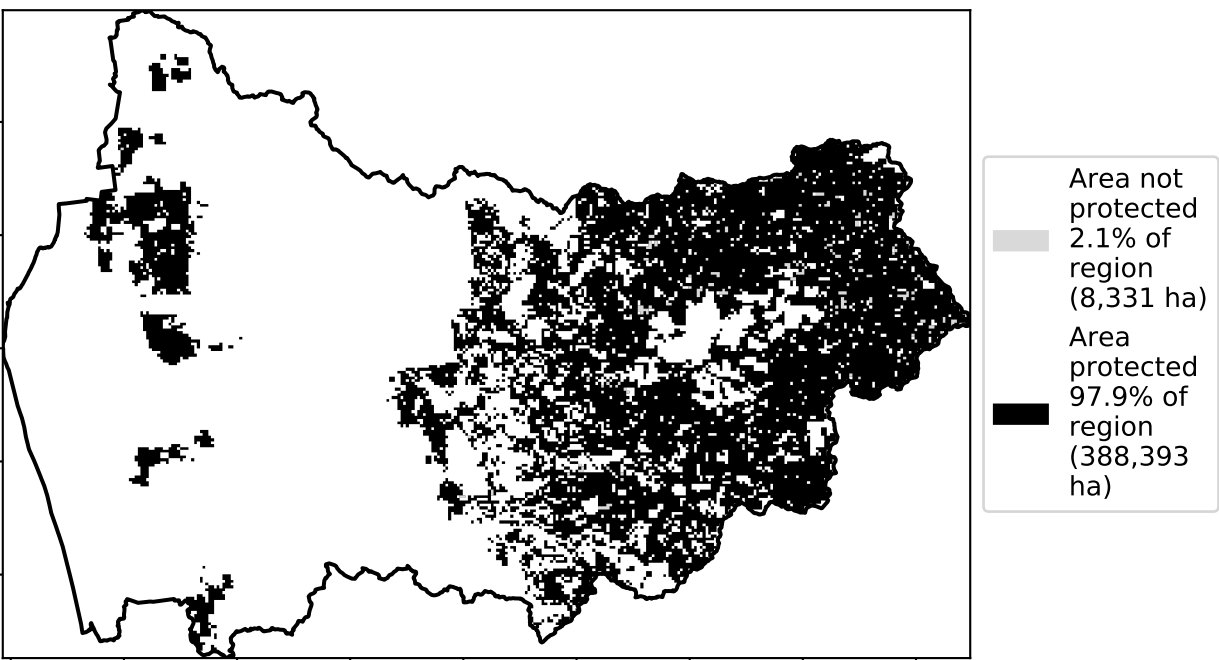 Area not
protected
2.1% of
region
(8,331 ha)
Area
protected
97.9% of
region
(388,393
ha)